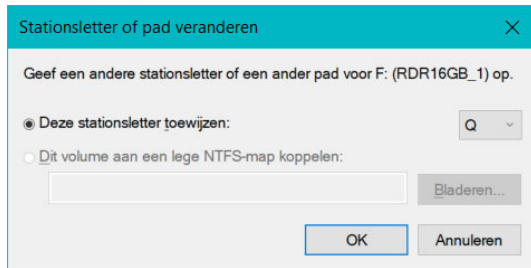 Stationsletter of pad veranderen
Geef een andere stationsletter of een ander pad voor F: (RDR16GB_1) op.
Deze stationsletter toewijzen: Q
Dit volume aan een lege NTFS-map koppelen:
Bladeren...
OK Annuleren